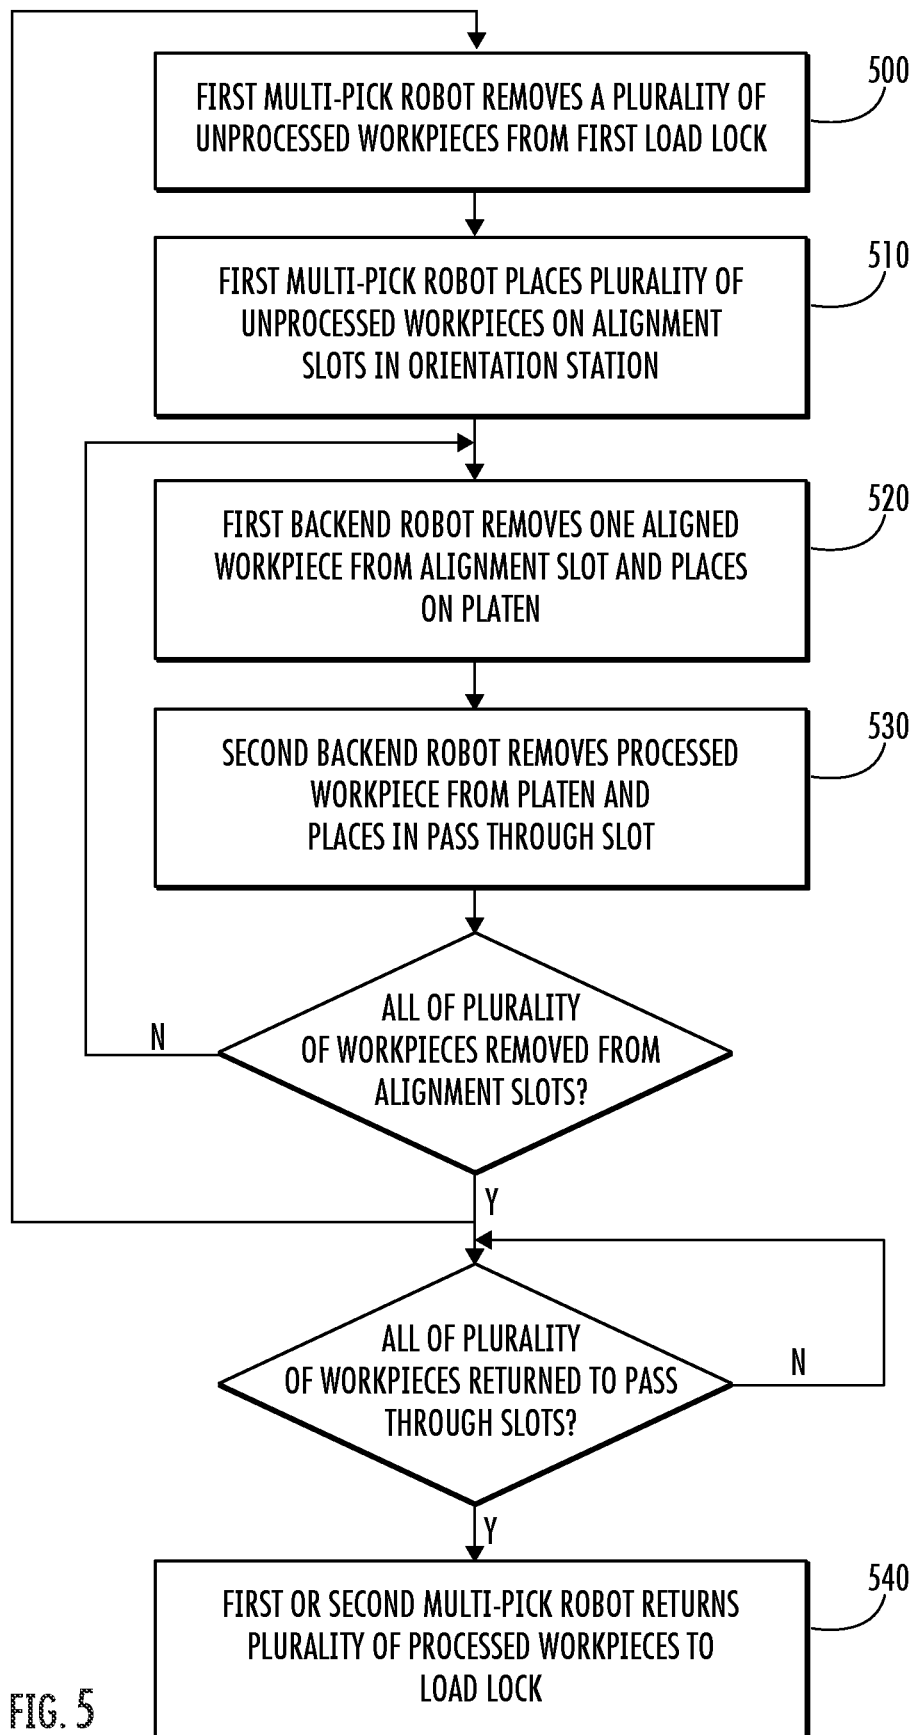 500
FIRST MULTI-PICK ROBOT REMOVES A PLURALITY OF
UNPROCESSED WORKPIECES FROM FIRST LOAD LOCK
510
FIRST MULTI-PICK ROBOT PLACES PLURALITY OF
UNPROCESSED WORKPIECES ON ALIGNMENT
SLOTS IN ORIENTATION STATION
520
FIRST BACKEND ROBOT REMOVES ONE ALIGNED
WORKPIECE FROM ALIGNMENT SLOT AND PLACES
ON PLATEN
530
SECOND BACKEND ROBOT REMOVES PROCESSED
WORKPIECE FROM PLATEN AND
PLACES IN PASS THROUGH SLOT
ALL OF PLURALITY
OF WORKPIECES REMOVED FROM
ALIGNMENT SLOTS?
N
Y
ALL OF PLURALITY
OF WORKPIECES RETURNED TO PASS
THROUGH SLOTS?
N
Y
540
FIRST OR SECOND MULTI-PICK ROBOT RETURNS
PLURALITY OF PROCESSED WORKPIECES TO
LOAD LOCK
FIG. 5